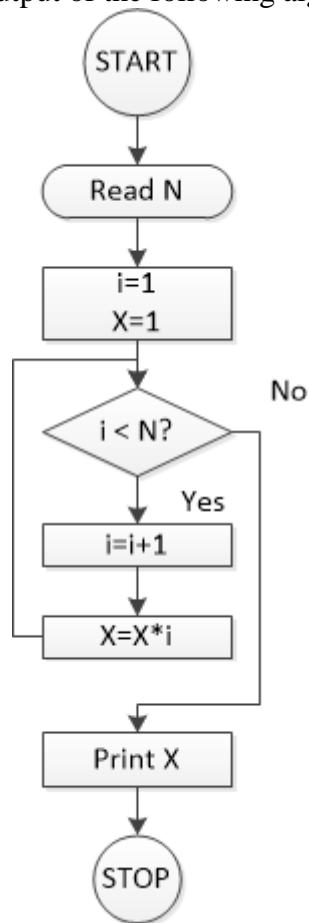 output of the following alg
START
Read N
i=1
X=1
No
i < N?
Yes
i=i+1
X=X*i
Print X
STOP